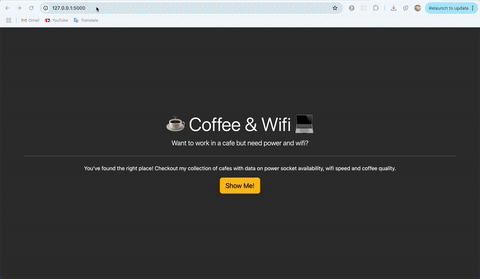 127.0.0.1:5000
Relaunch to update
Gmail
YouTube
Translate
☕ Coffee & Wifi 💻
Want to work in a cafe but need power and wifi?
You've found the right place! Checkout my collection of cafes with data on power socket availability, wifi speed and coffee quality.
Show Me!